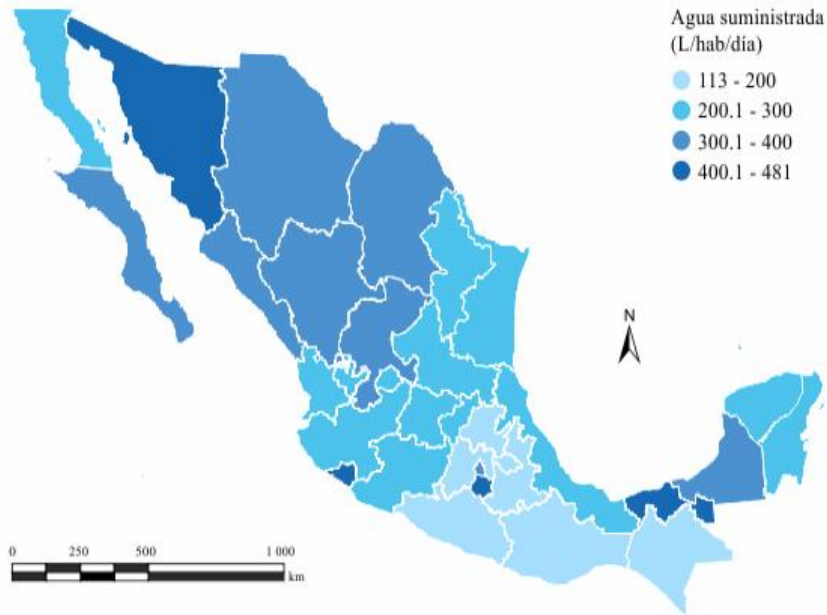 Agua suministrada
(L/hab/día)
113 - 200
200.1 - 300
300.1 - 400
400.1 - 481
N
0 250 500 1 000
km